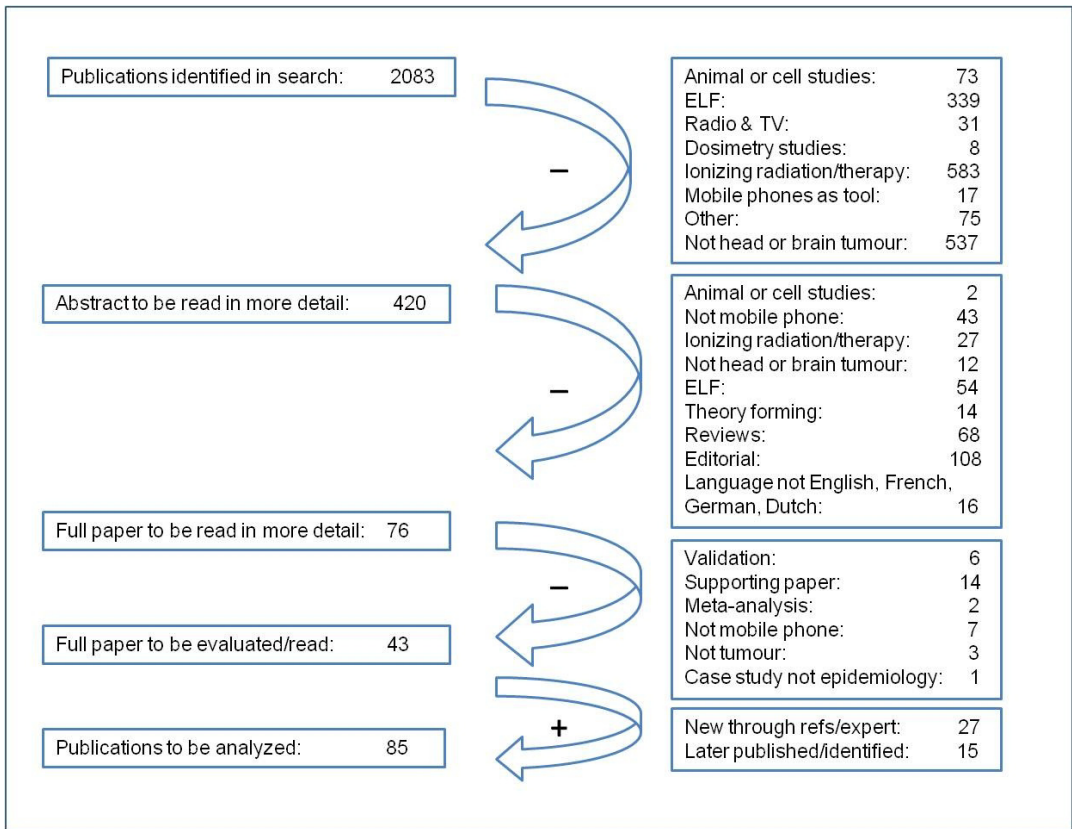 Publications identified in search: 2083
Animal or cell studies: 73
ELF: 339
Radio & TV: 31
Dosimetry studies: 8
Ionizing radiation/therapy: 583
Mobile phones as tool: 17
Other: 75
Not head or brain tumour: 537
–
Abstract to be read in more detail: 420
Animal or cell studies: 2
Not mobile phone: 43
Ionizing radiation/therapy: 27
Not head or brain tumour: 12
ELF: 54
Theory forming: 14
Reviews: 68
Editorial: 108
Language not English, French,
German, Dutch: 16
–
Full paper to be read in more detail: 76
Validation: 6
Supporting paper: 14
Meta-analysis: 2
Not mobile phone: 7
Not tumour: 3
Case study not epidemiology: 1
–
Full paper to be evaluated/read: 43
New through refs/expert: 27
Later published/identified: 15
+
Publications to be analyzed: 85